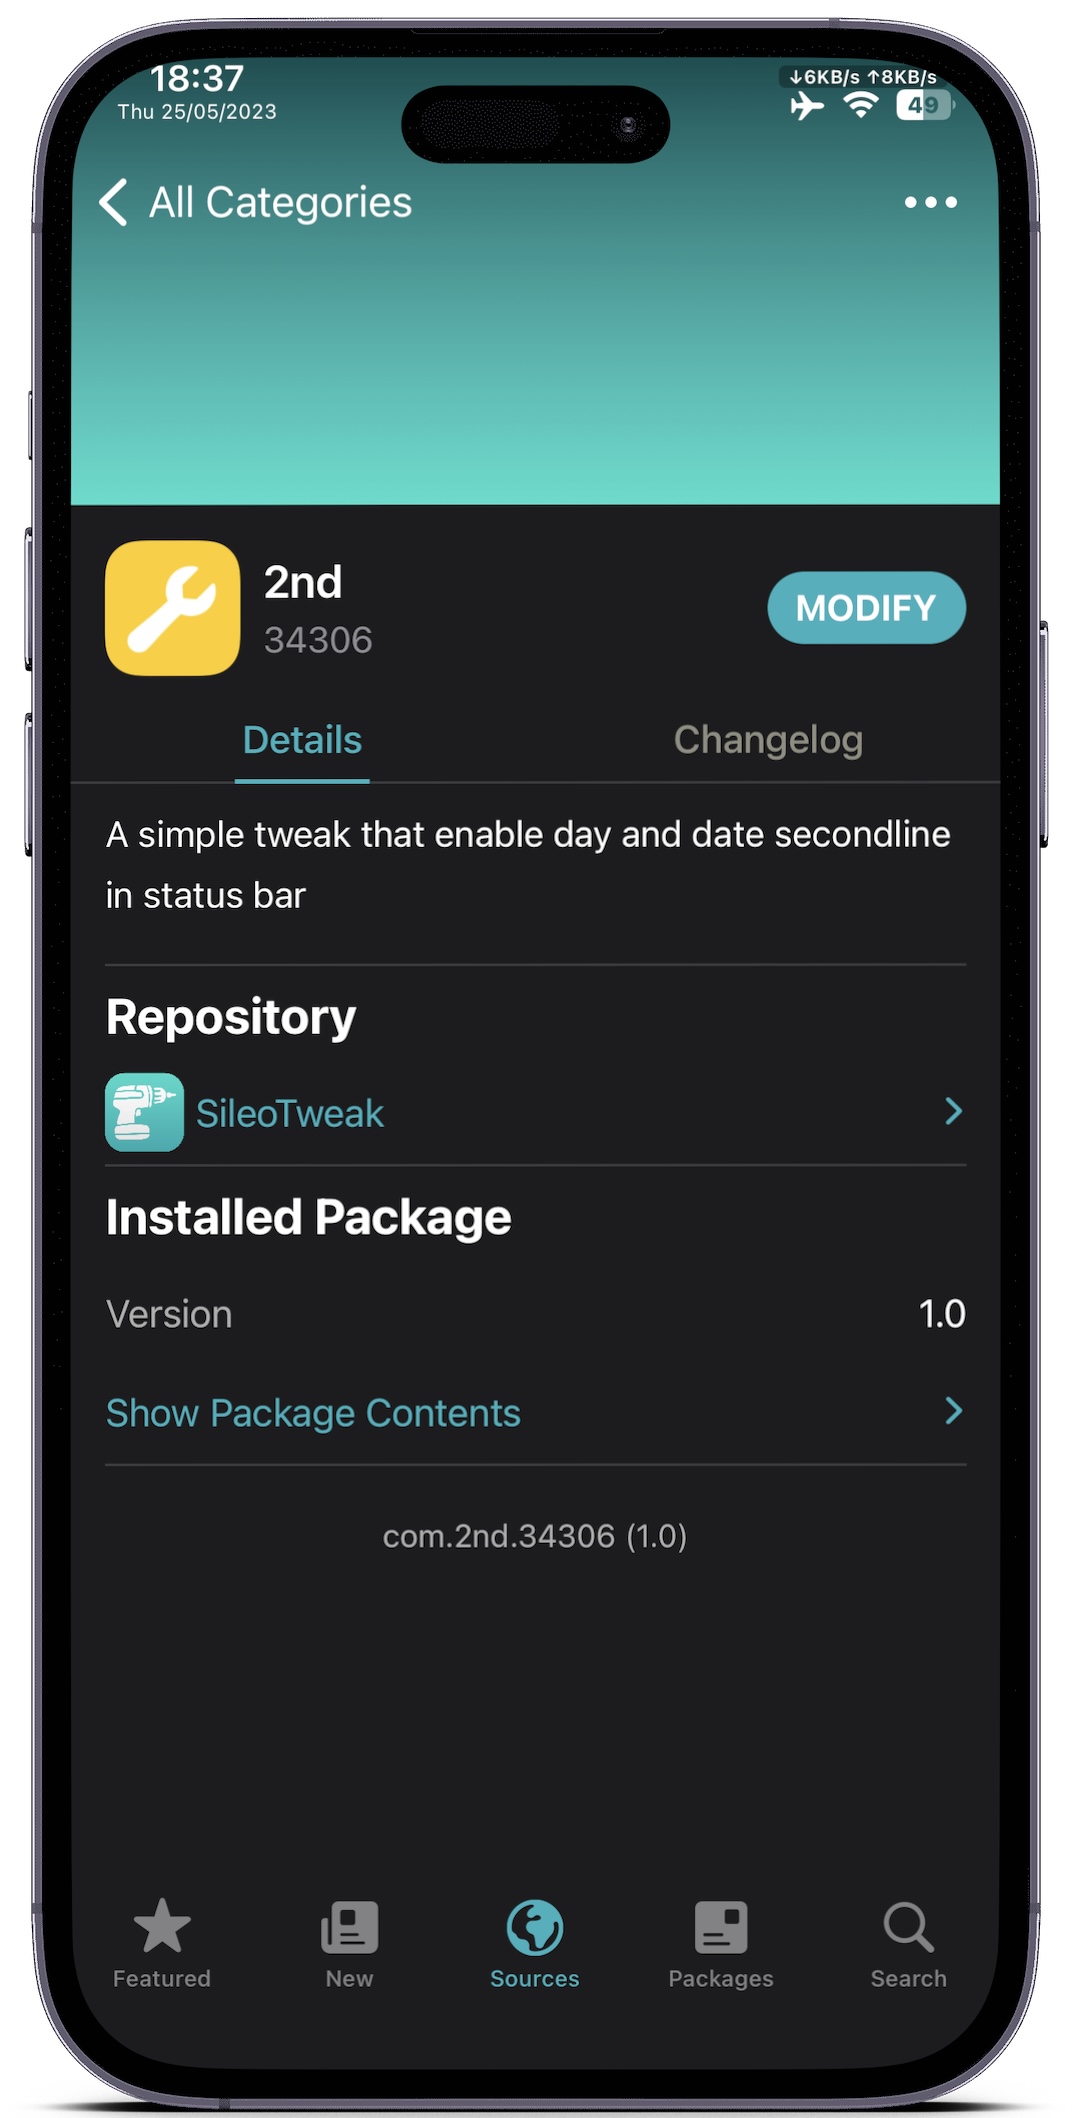 18:37
↓6KB/s ↑8KB/s
Thu 25/05/2023
49
All Categories
2nd
34306
MODIFY
Details
Changelog
A simple tweak that enable day and date secondline
in status bar
Repository
SileoTweak
Installed Package
Version
1.0
Show Package Contents
com.2nd.34306 (1.0)
Featured
New
Sources
Packages
Search